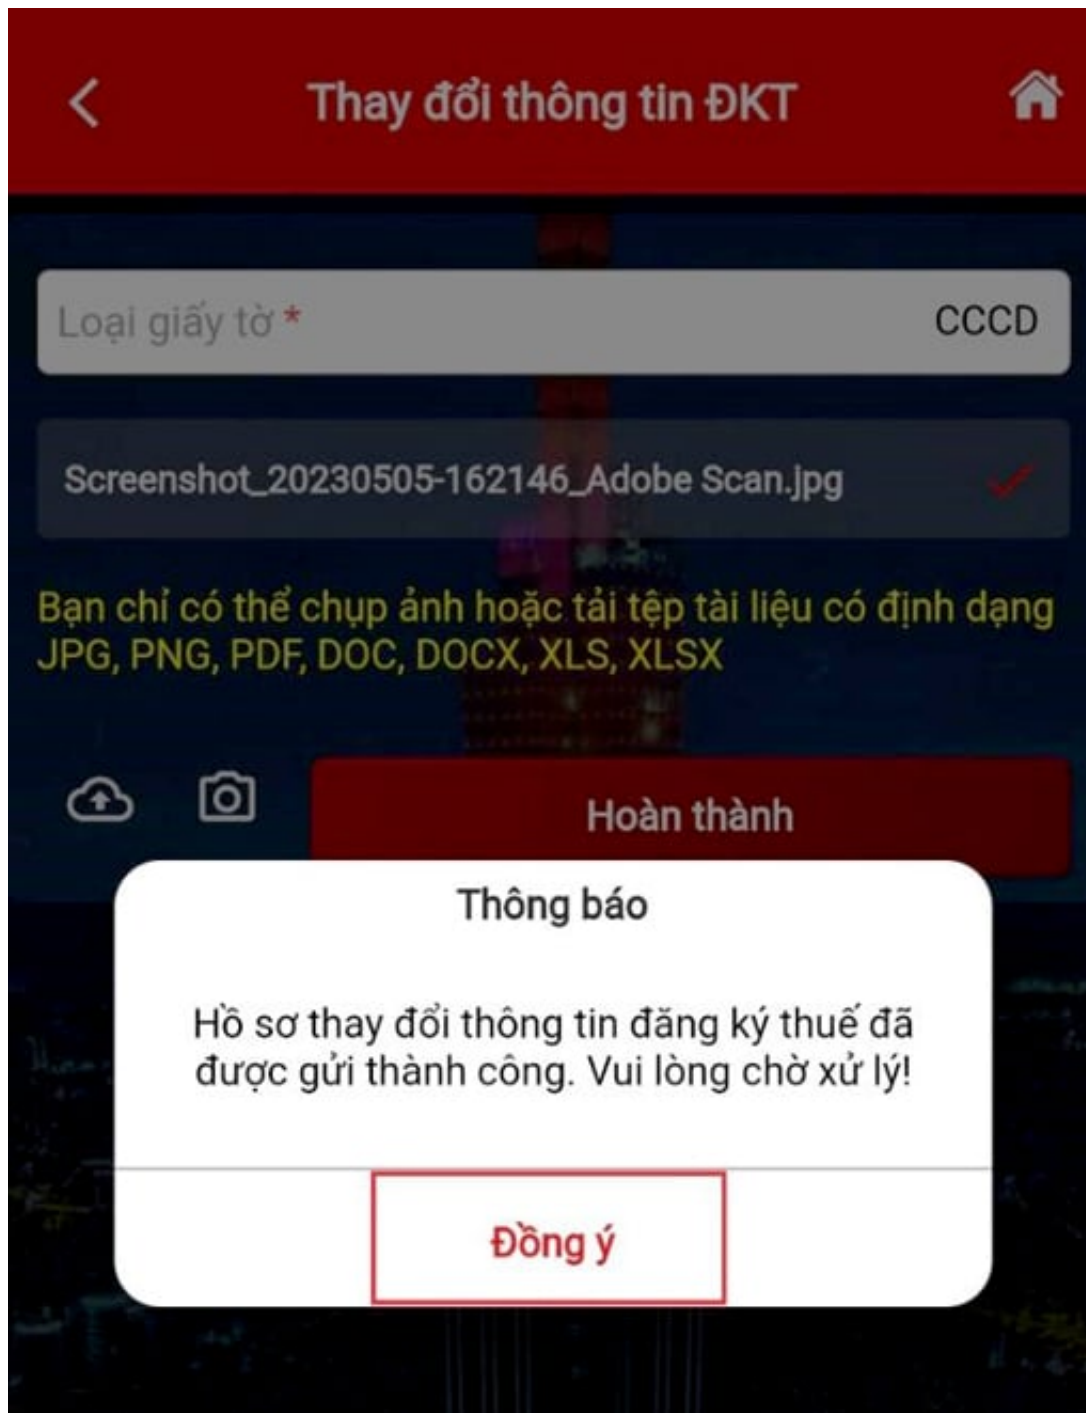 Thay đổi thông tin ĐKT
Loại giấy tờ * CCCD
Screenshot_20230505-162146_Adobe Scan.jpg
Bạn chỉ có thể chụp ảnh hoặc tải tệp tài liệu có định dạng
JPG, PNG, PDF, DOC, DOCX, XLS, XLSX
Hoàn thành
Thông báo
Hồ sơ thay đổi thông tin đăng ký thuế đã
được gửi thành công. Vui lòng chờ xử lý!
Đồng ý